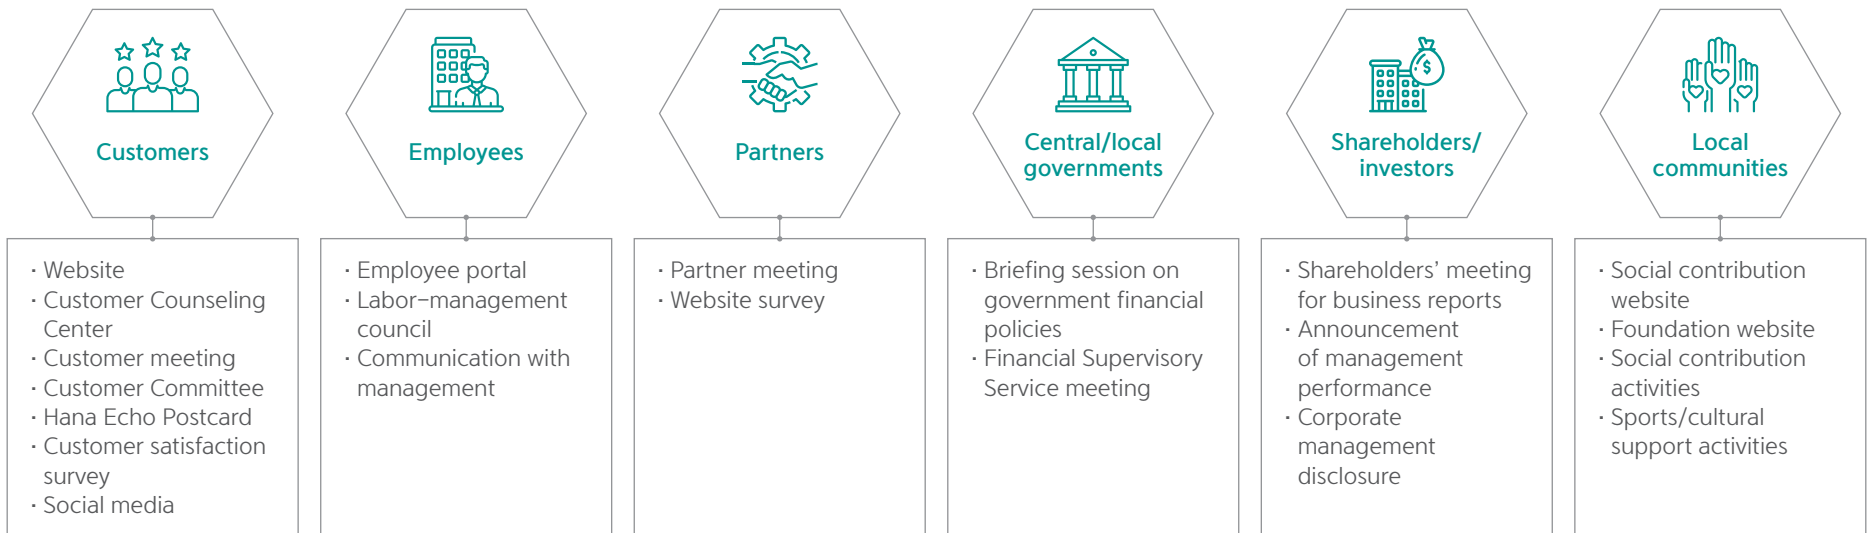 Customers
· Website
· Customer Counseling
Center
· Customer meeting
· Customer Committee
· Hana Echo Postcard
· Customer satisfaction
survey
· Social media
Employees
· Employee portal
· Labor–management
council
· Communication with
management
Partners
· Partner meeting
· Website survey
Central/local
governments
· Briefing session on
government financial
policies
· Financial Supervisory
Service meeting
$
Shareholders/
investors
· Shareholders’ meeting
for business reports
· Announcement
of management
performance
· Corporate
management
disclosure
Local
communities
· Social contribution
website
· Foundation website
· Social contribution
activities
· Sports/cultural
support activities